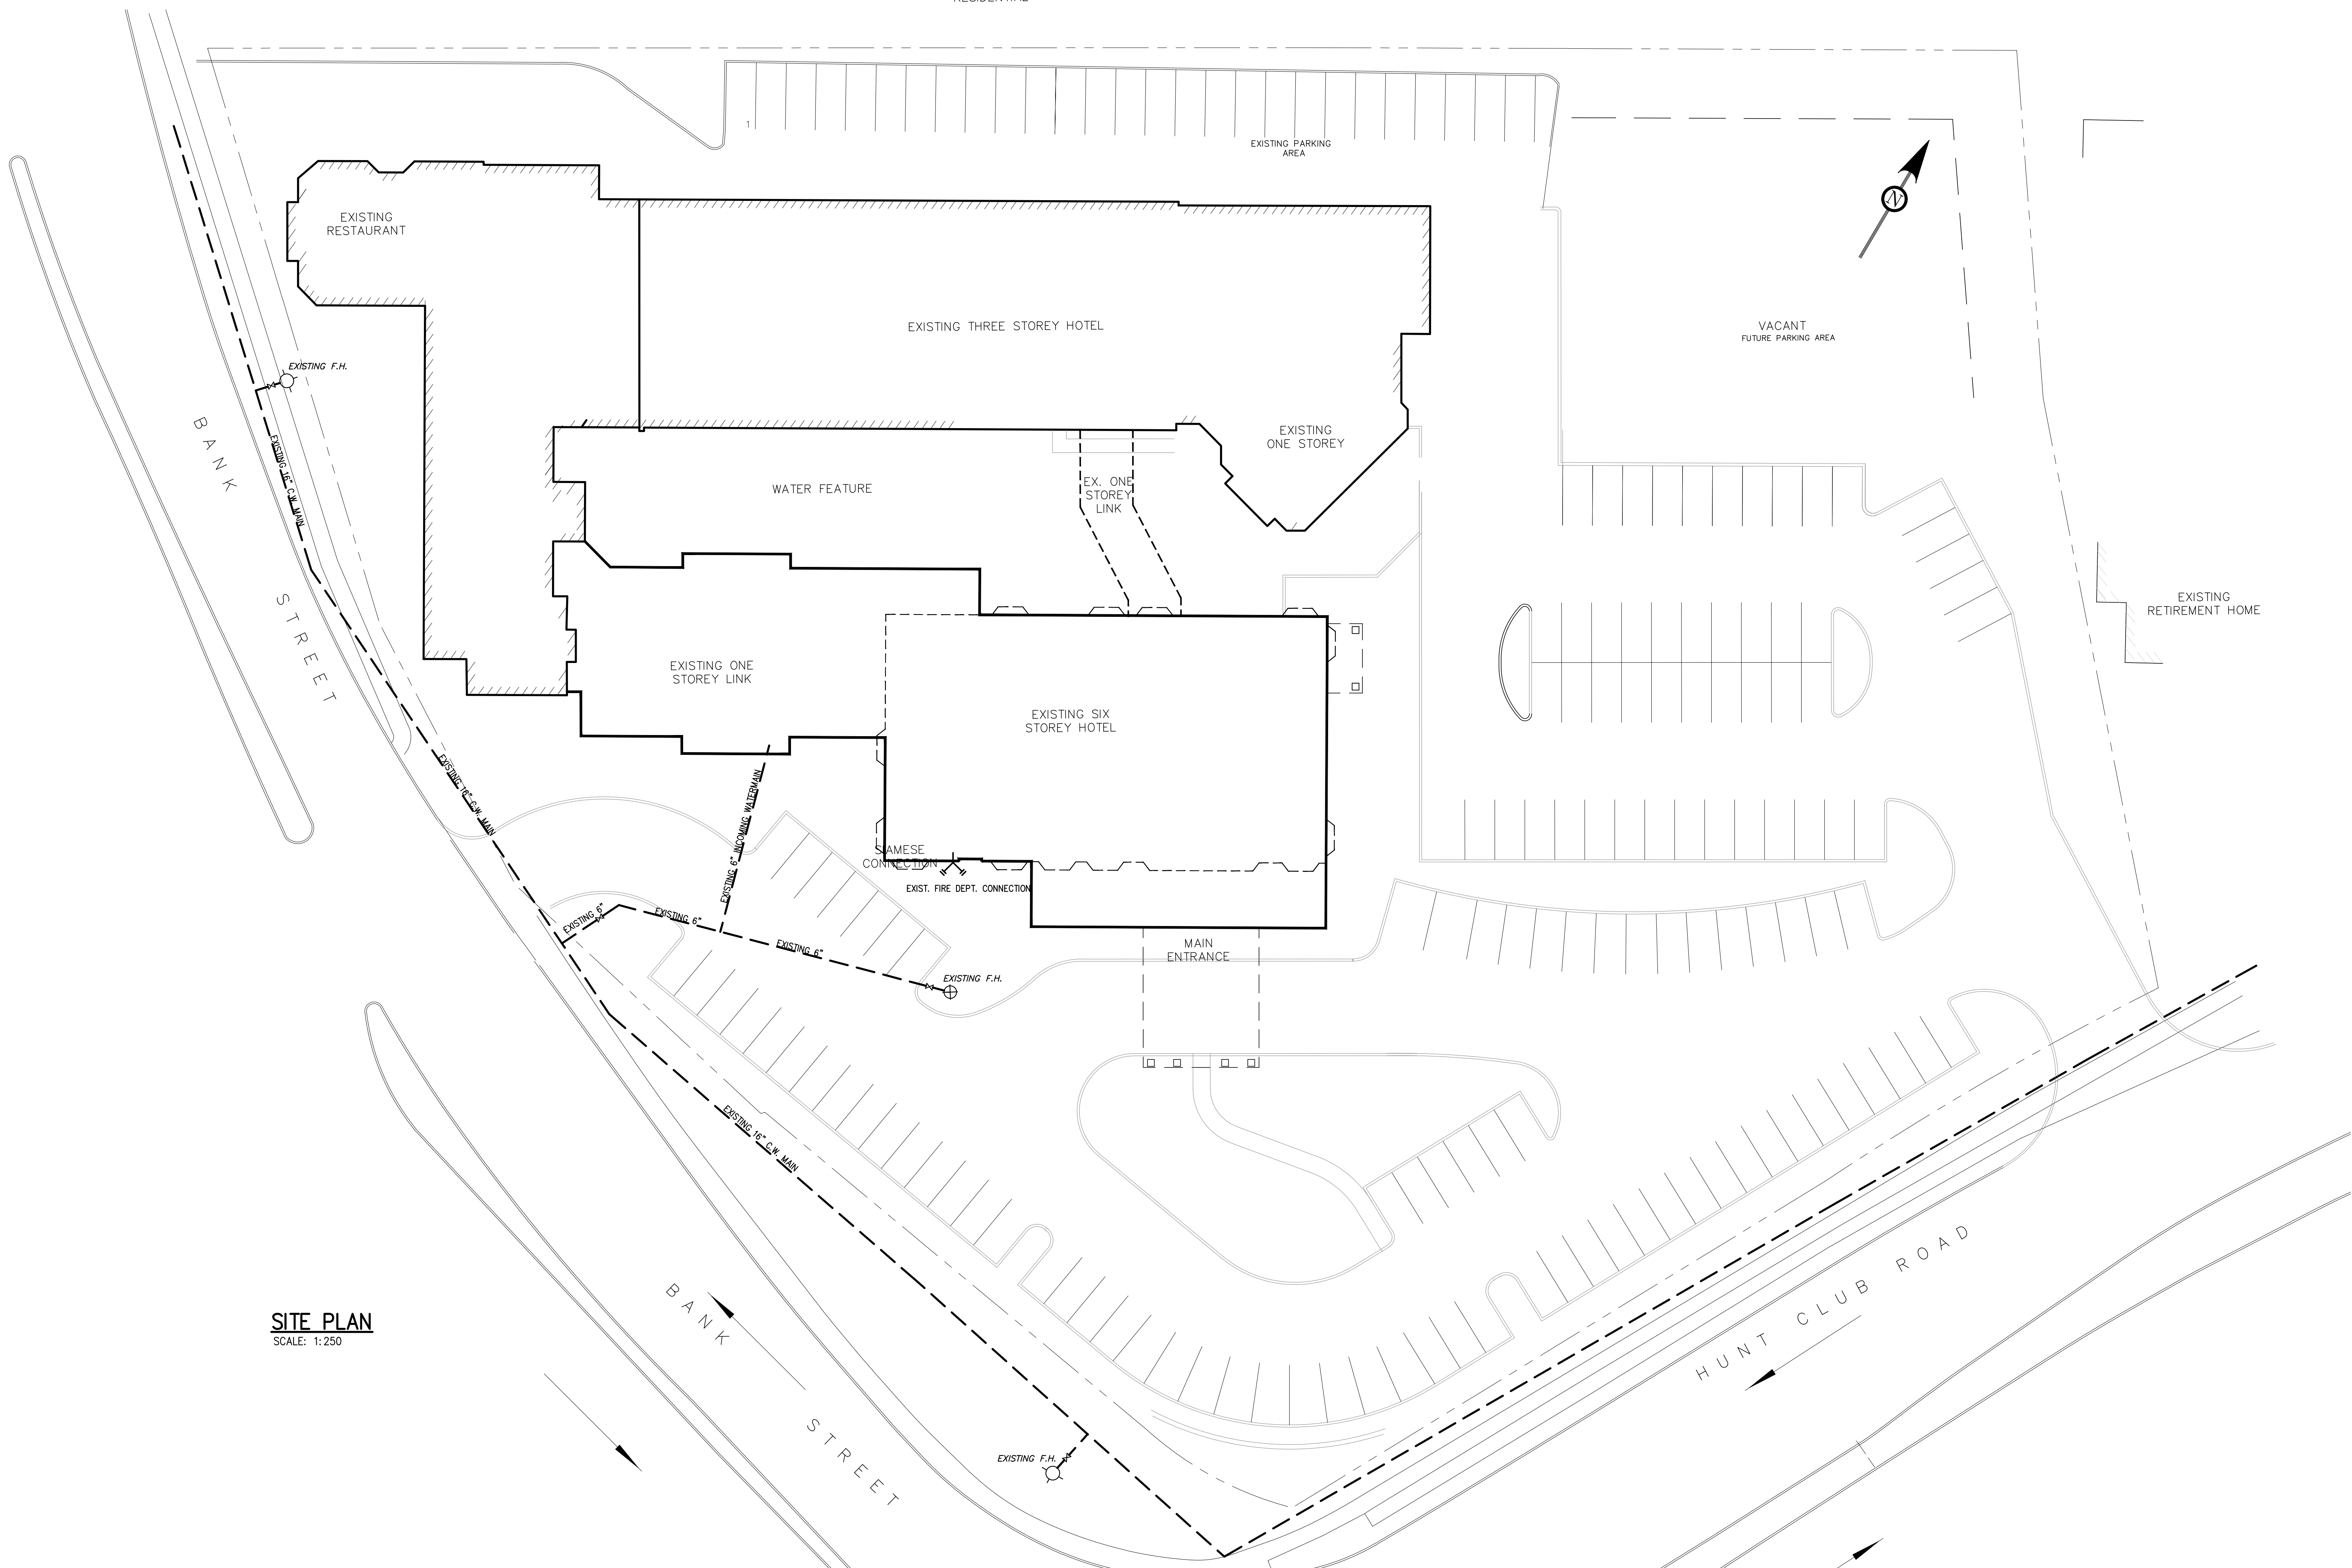 RESIDENTIAL
1
EXISTING PARKING
AREA
N
EXISTING
RESTAURANT
EXISTING THREE STOREY HOTEL
VACANT
FUTURE PARKING AREA
EXISTING F.H.
BANK
STREET
EXISTING 16" C.W. MAIN
EXISTING
ONE STOREY
WATER FEATURE
EX. ONE
STOREY
LINK
EXISTING
RETIREMENT HOME
EXISTING ONE
STOREY LINK
EXISTING SIX
STOREY HOTEL
EXISTING 16" C.W. MAIN
EXISTING 6" INCOMING WATERMAIN
SIAMESE
CONNECTION
EXIST. FIRE DEPT. CONNECTION
EXISTING 6"
EXISTING 6"
EXISTING 6"
EXISTING F.H.
MAIN
ENTRANCE
EXISTING 16" C.W. MAIN
HUNT CLUB ROAD
BANK
STREET
SITE PLAN
SCALE: 1:250
EXISTING F.H.